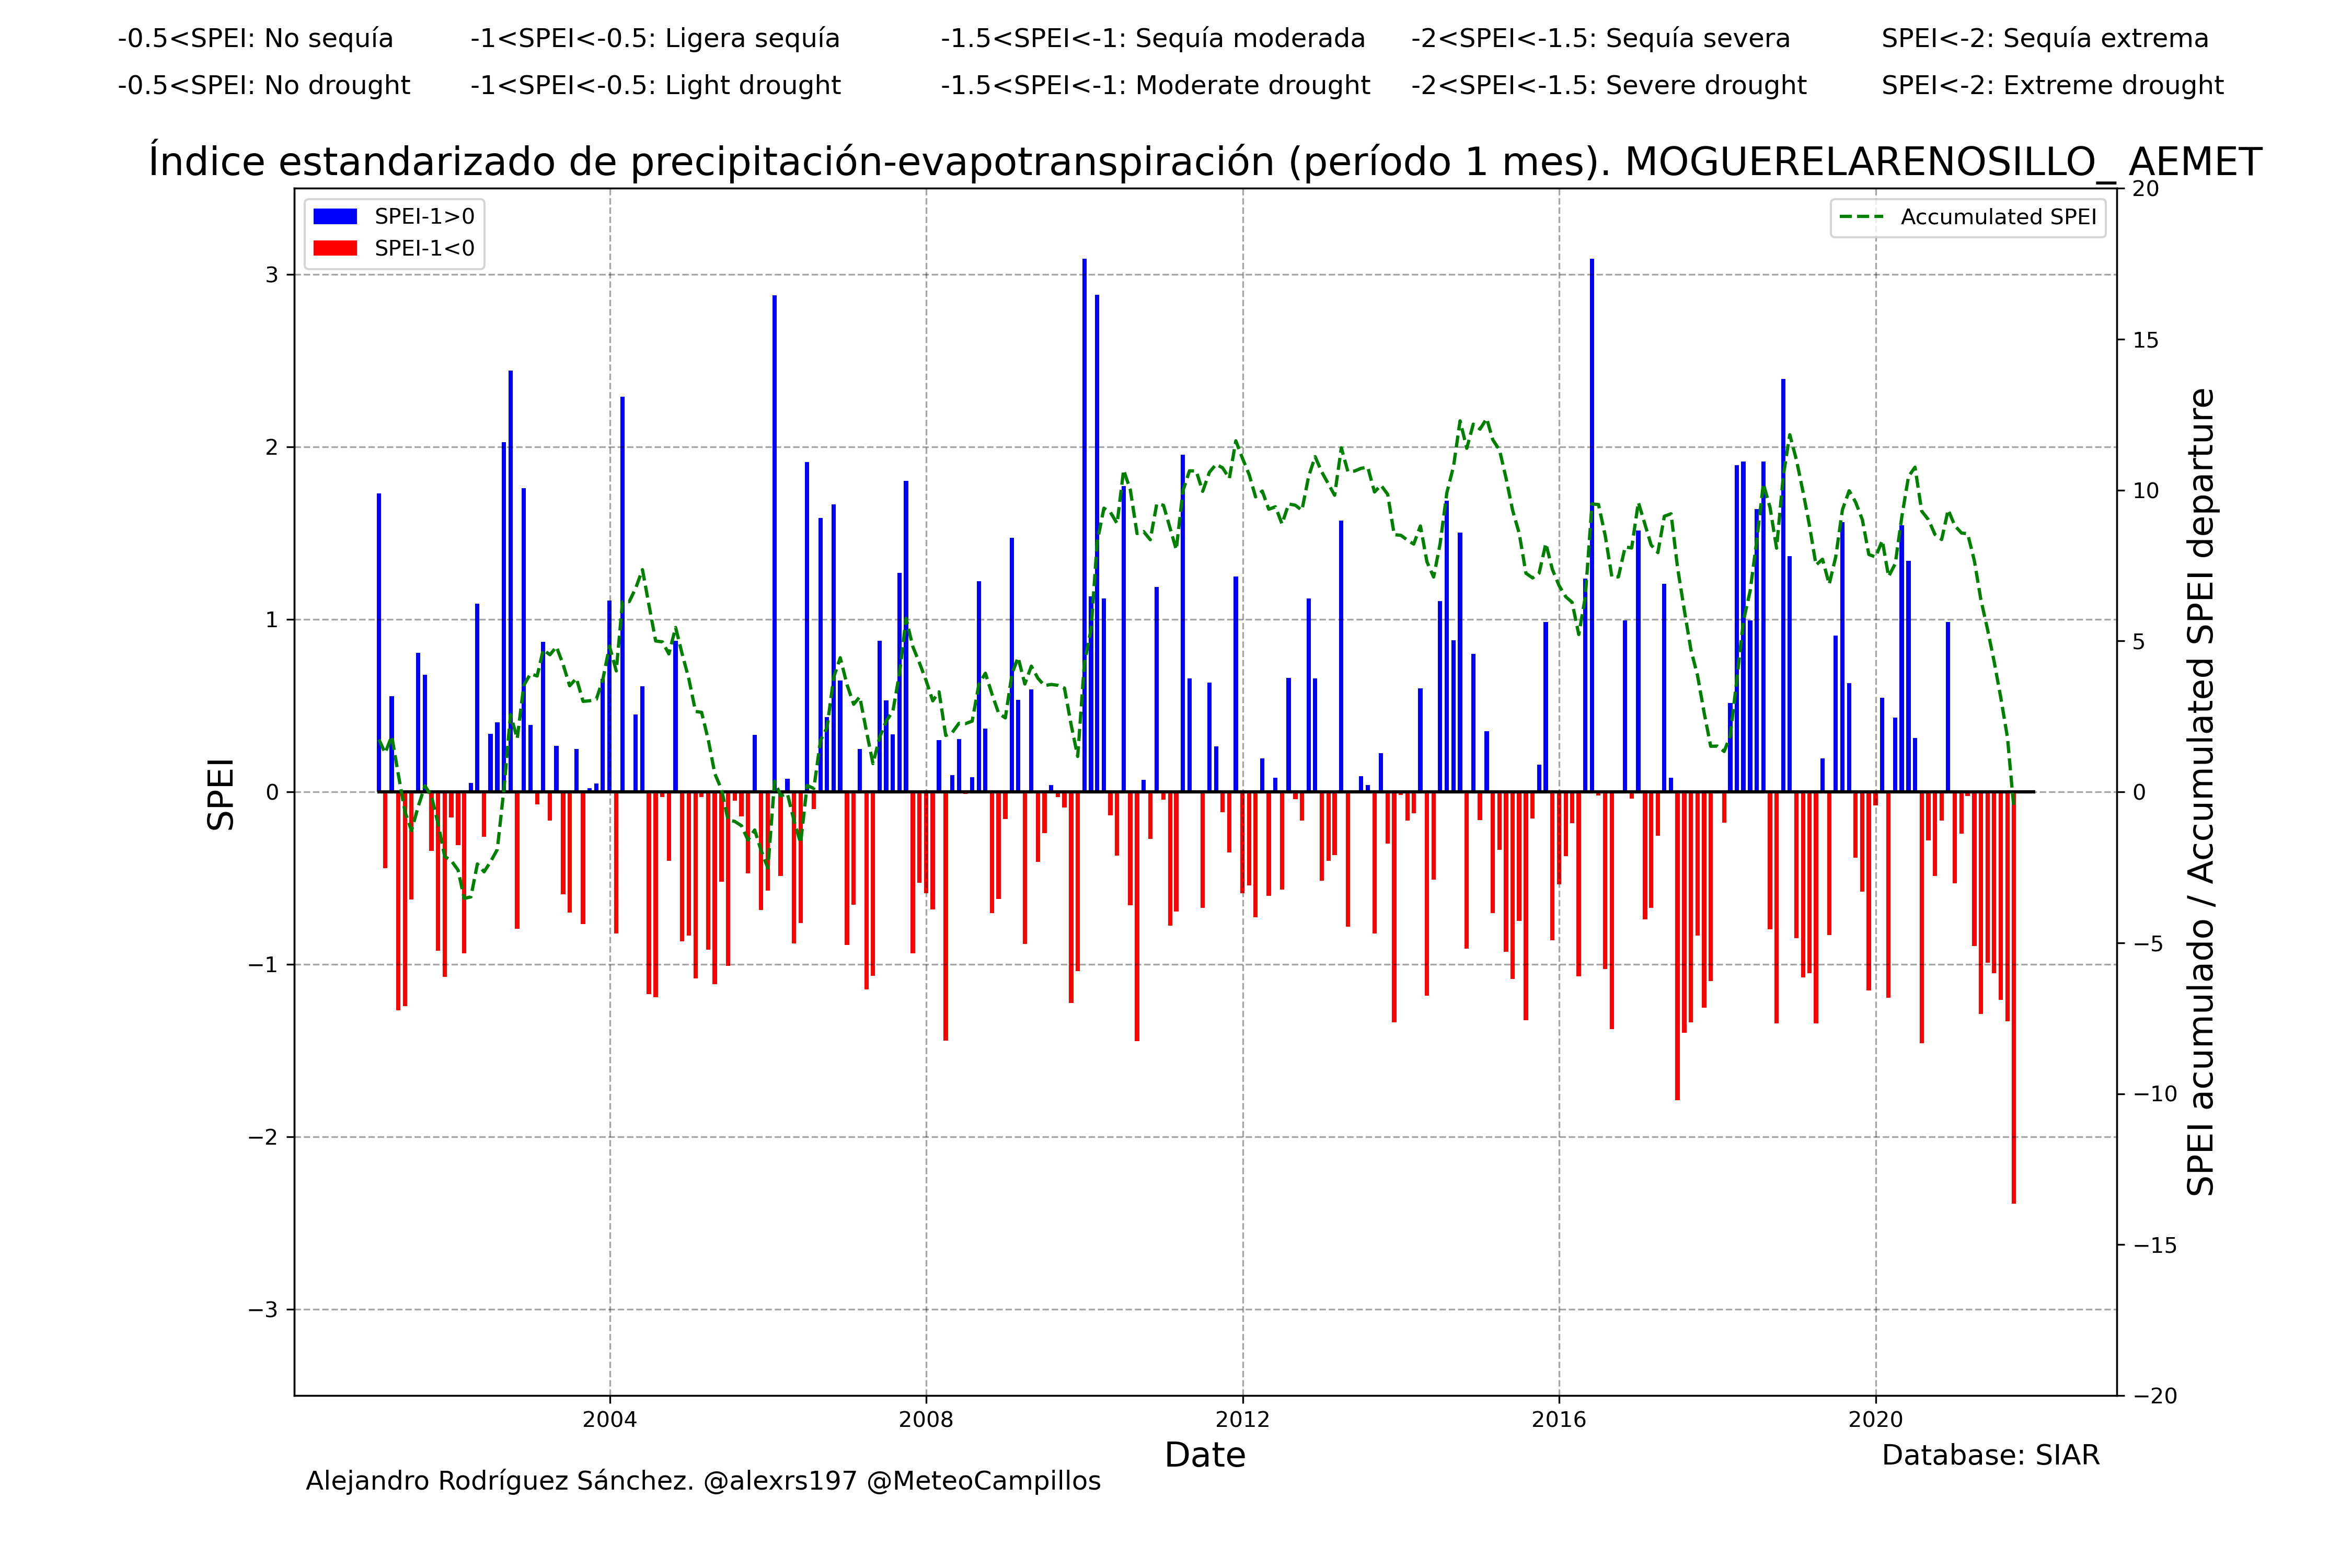 -0.5<SPEI: No sequía
-1<SPEI<-0.5: Ligera sequía
-1.5<SPEI<-1: Sequía moderada
-2<SPEI<-1.5: Sequía severa
SPEI<-2: Sequía extrema
-0.5<SPEI: No drought
-1<SPEI<-0.5: Light drought
-1.5<SPEI<-1: Moderate drought
-2<SPEI<-1.5: Severe drought
SPEI<-2: Extreme drought
Índice estandarizado de precipitación-evapotranspiración (período 1 mes). MOGUERELARENOSILLO_ AEMET
SPEI-1>0
SPEI-1<0
Accumulated SPEI
SPEI
3
2
1
0
−1
−2
−3
20
15
10
5
0
−5
−10
−15
−20
SPEI acumulado / Accumulated SPEI departure
2004
2008
2012
2016
2020
Date
Database: SIAR
Alejandro Rodríguez Sánchez. @alexrs197 @MeteoCampillos